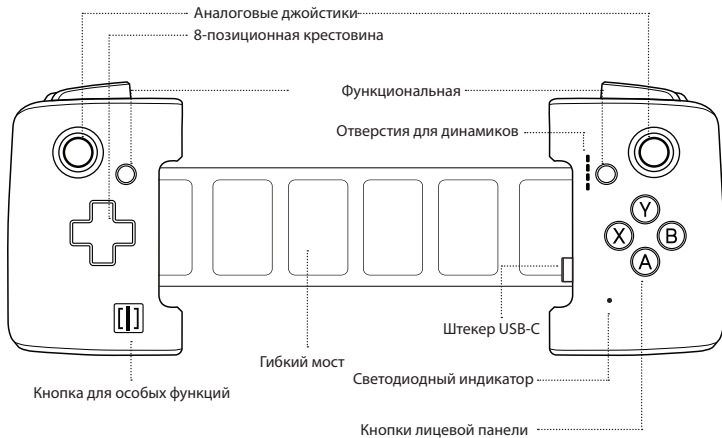 Аналоговые джойстики
8-позиционная крестовина
Функциональная
Отверстия для динамиков
Y
X B
A
Штекер USB-C
Гибкий мост
Светодиодный индикатор
Кнопка для особых функций
Кнопки лицевой панели